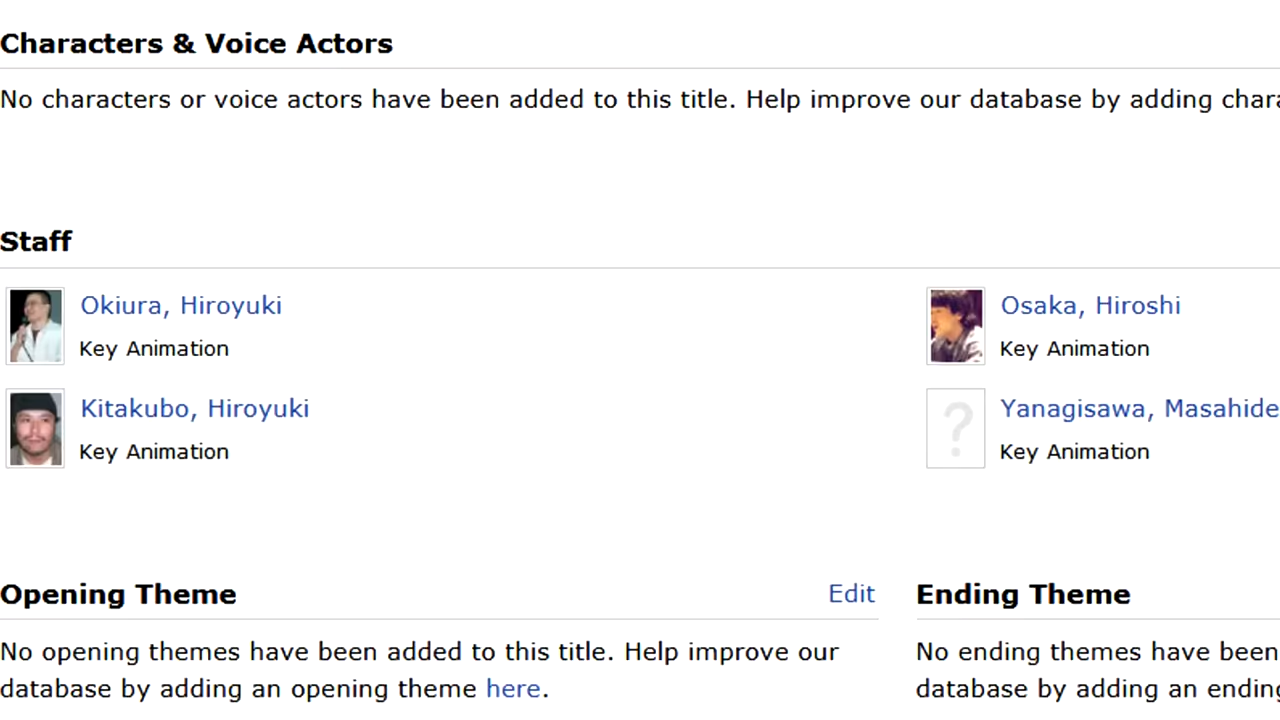 Characters & Voice Actors
No characters or voice actors have been added to this title. Help improve our database by adding
Staff
Okiura, Hiroyuki
Key Animation
Osaka, Hiroshi
Key Animation
Kitakubo, Hiroyuki
Key Animation
Yanagisawa, Masahide
Key Animation
Opening Theme
Edit
No opening themes have been added to this title. Help improve our
database by adding an opening theme here.
Ending Theme
No ending themes have been
database by adding an ending